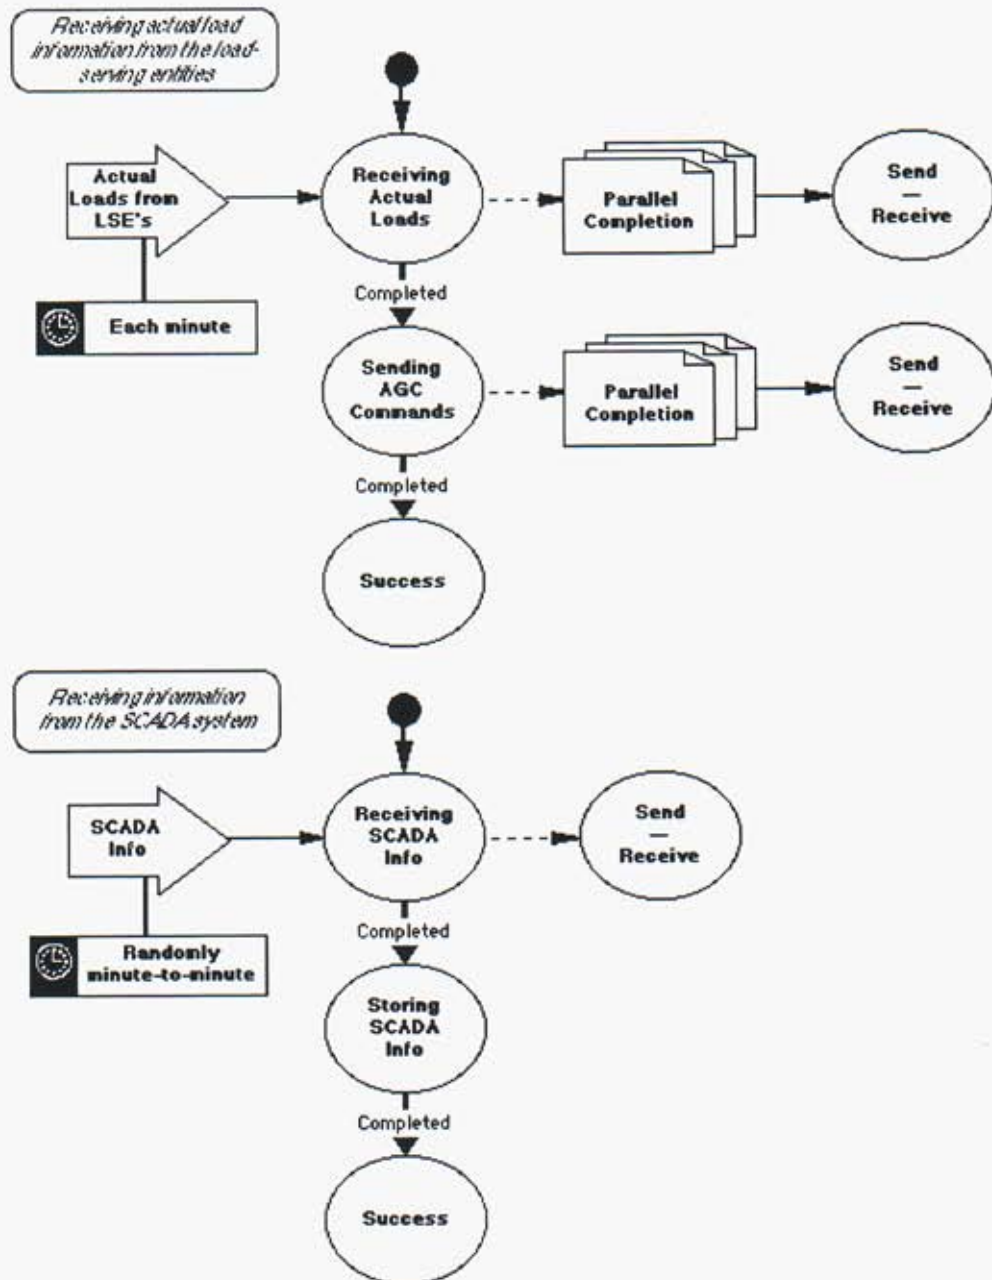 Receiving actual load
information from the load-
serving entities
Actual
Loads from
LSE's
Each minute
Receiving
Actual
Loads
Parallel
Completion
Send
—
Receive
Completed
Sending
AGC
Commands
Parallel
Completion
Send
—
Receive
Completed
Success
Receiving information
from the SCADA system
SCADA
Info
Randomly
minute-to-minute
Receiving
SCADA
Info
Send
—
Receive
Completed
Storing
SCADA
Info
Completed
Success